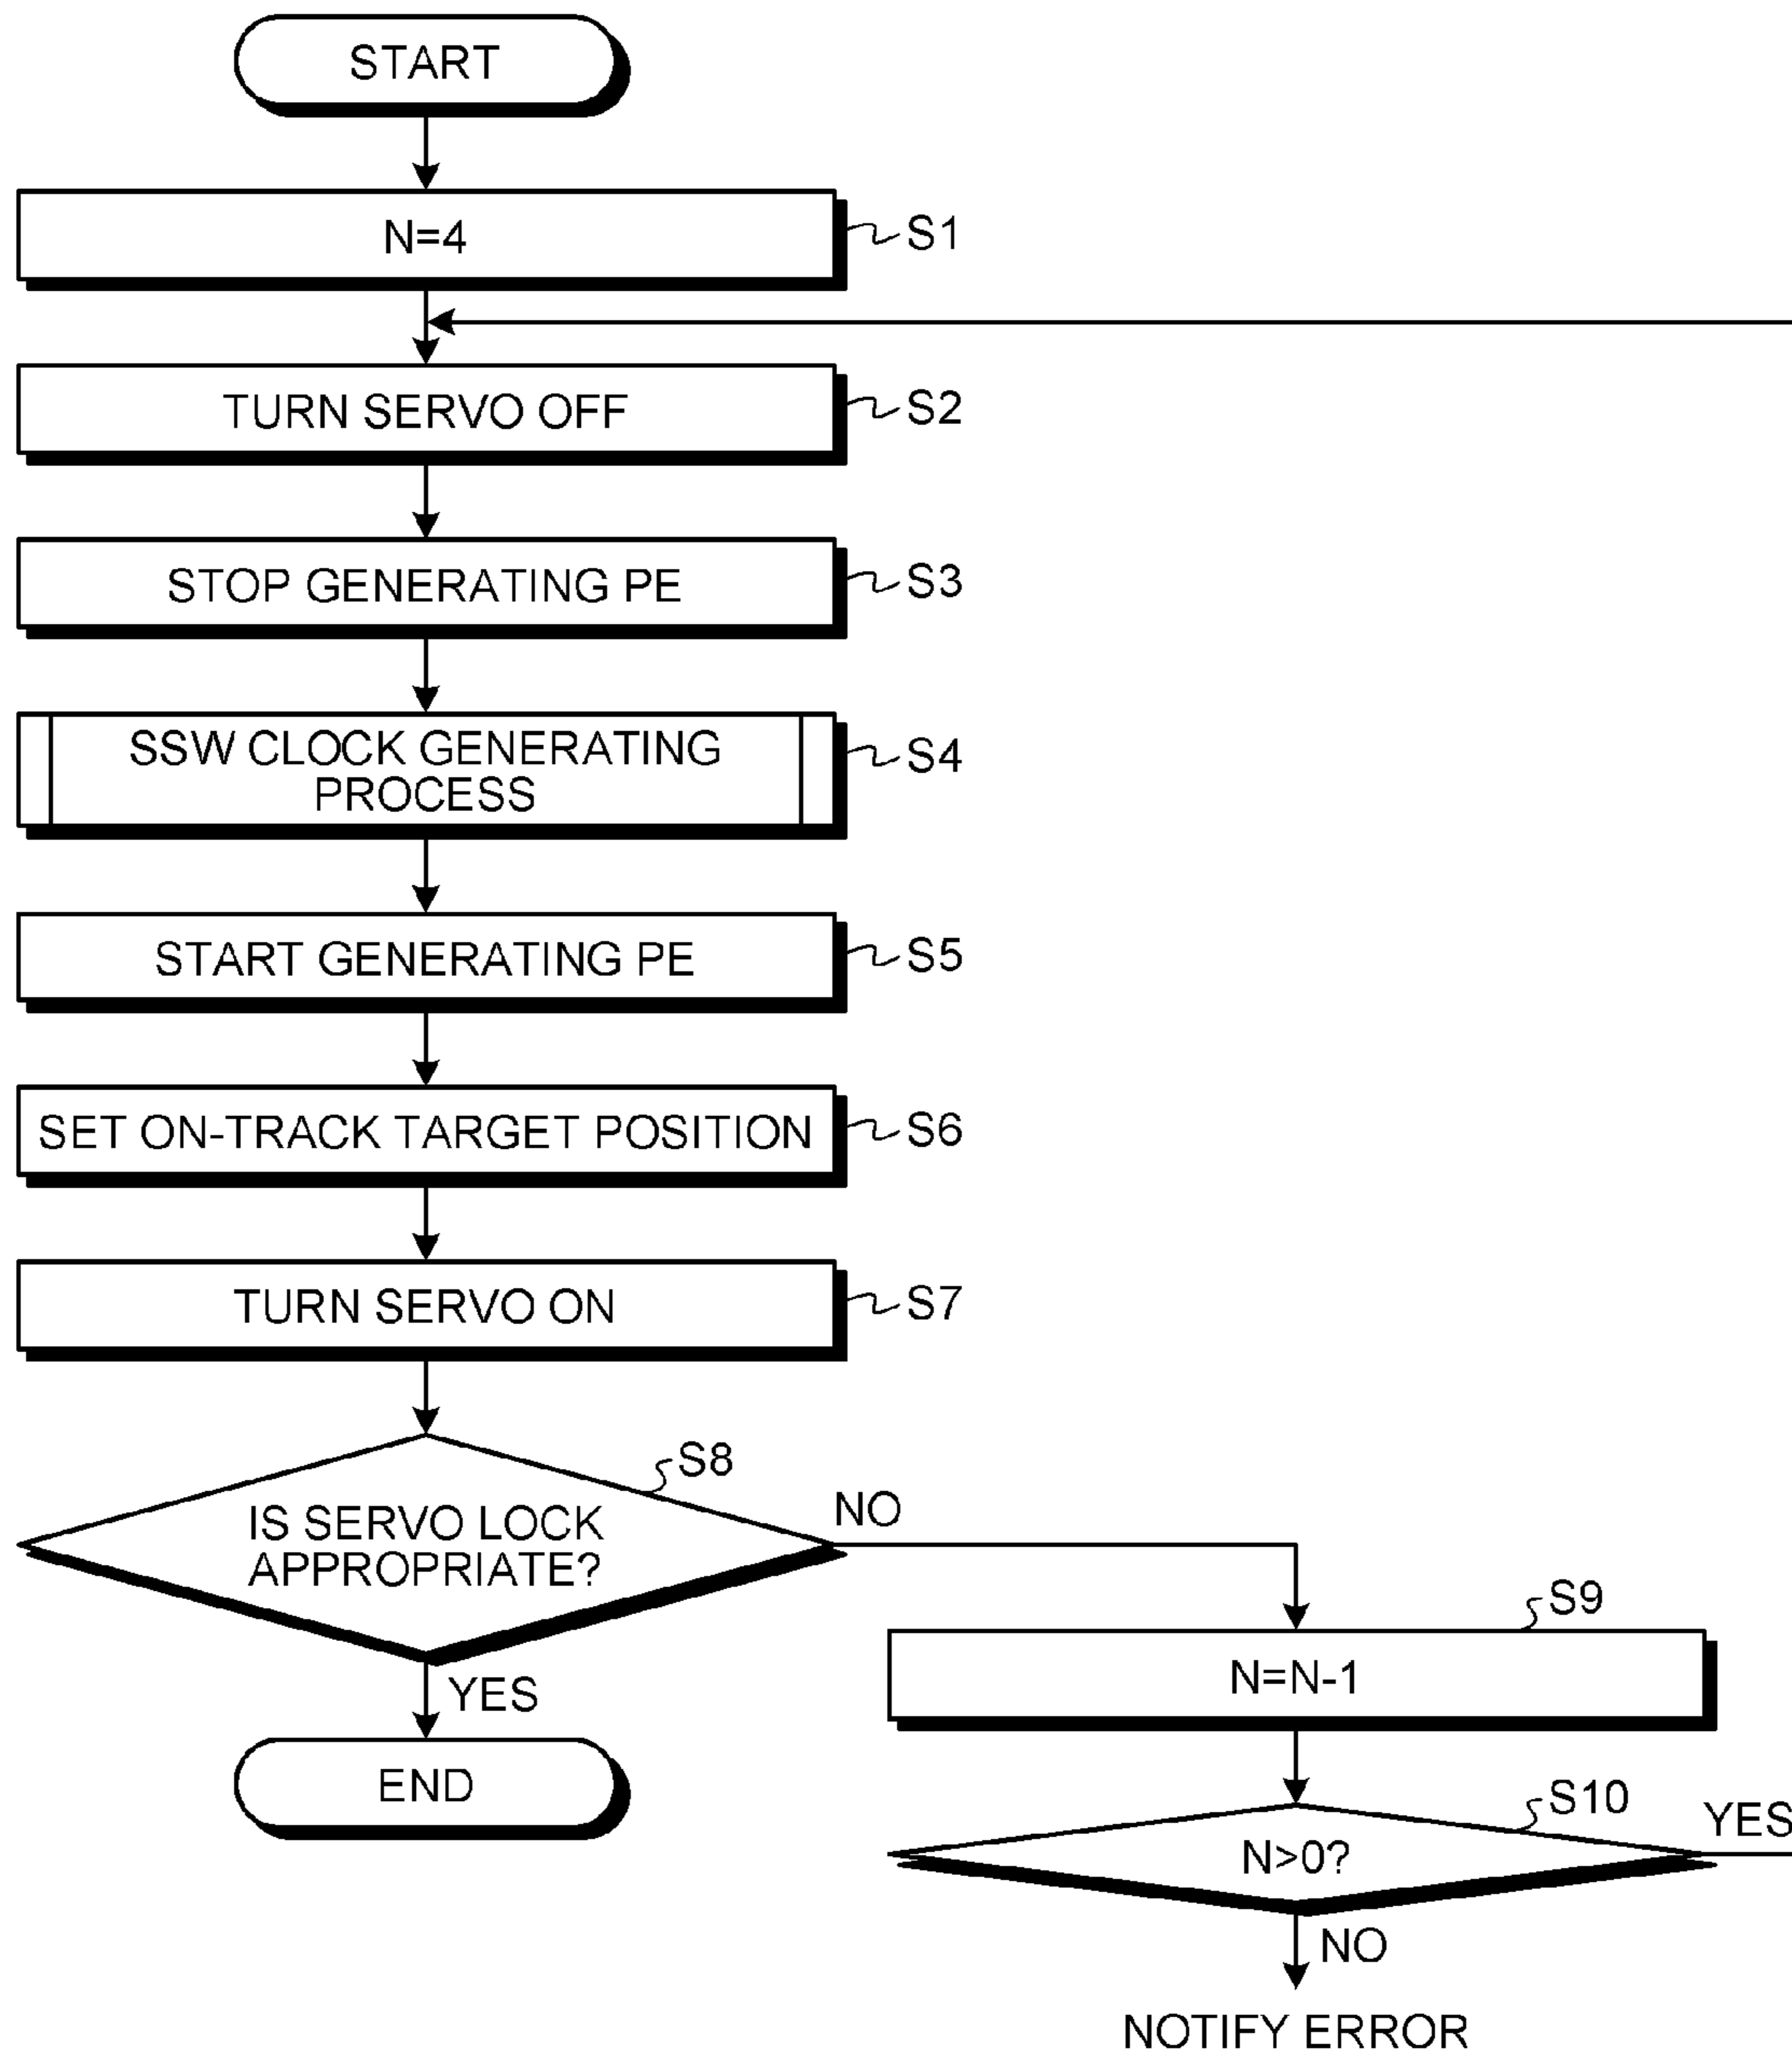 START
N=4
S1
TURN SERVO OFF
S2
STOP GENERATING PE
S3
SSW CLOCK GENERATING
PROCESS
S4
START GENERATING PE
S5
SET ON-TRACK TARGET POSITION
S6
TURN SERVO ON
S7
S8
IS SERVO LOCK
APPROPRIATE?
NO
YES
END
S9
N=N-1
S10
N>0?
YES
NO
NOTIFY ERROR